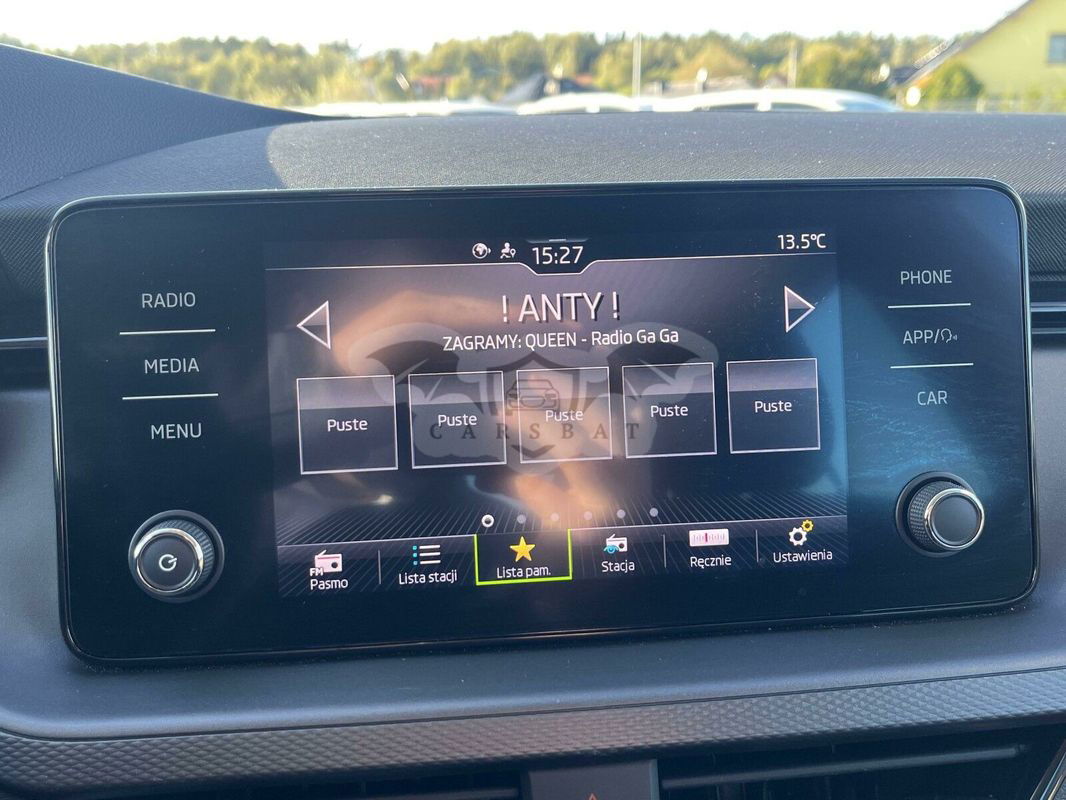 15:27
13.5°C
RADIO
MEDIA
MENU
! ANTY !
ZAGRAMY: QUEEN - Radio Ga Ga
Puste
Puste
Puste
Puste
Puste
CARSBAT
FM
Pasmo
Lista stacji
Lista pam.
Stacja
Ręcznie
Ustawienia
PHONE
APP/
CAR